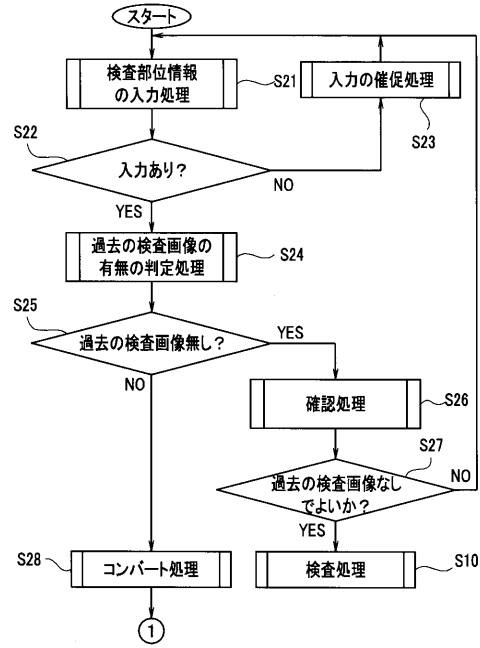 スタート
検査部位情報
の入力処理
S21
入力の催促処理
S23
S22
入力あり?
NO
YES
過去の検査画像の
有無の判定処理
S24
S25
過去の検査画像無し?
YES
NO
確認処理
S26
S27
過去の検査画像なし
でよいか?
NO
YES
S28
コンバート処理
検査処理
S10
1